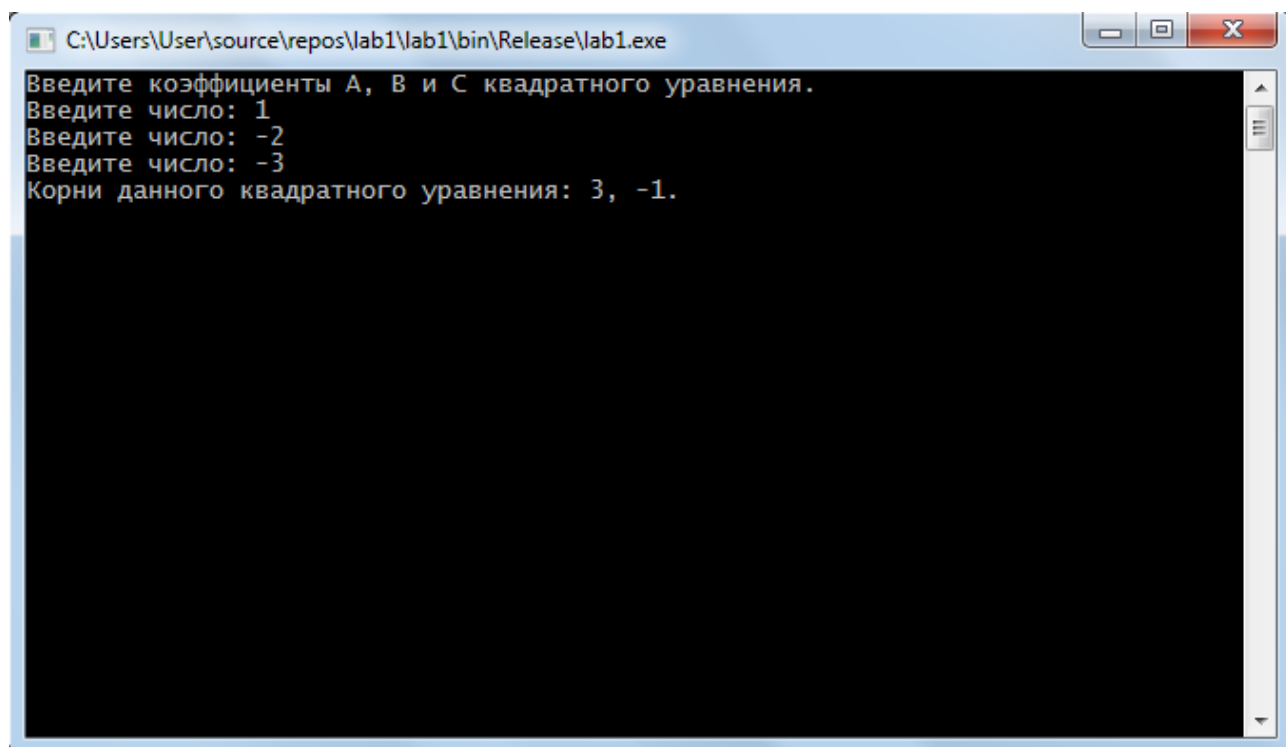 C:\Users\User\source\repos\lab1\lab1\bin\Release\lab1.exe
Введите коэффициенты A, B и C квадратного уравнения.
Введите число: 1
Введите число: -2
Введите число: -3
Корни данного квадратного уравнения: 3, -1.